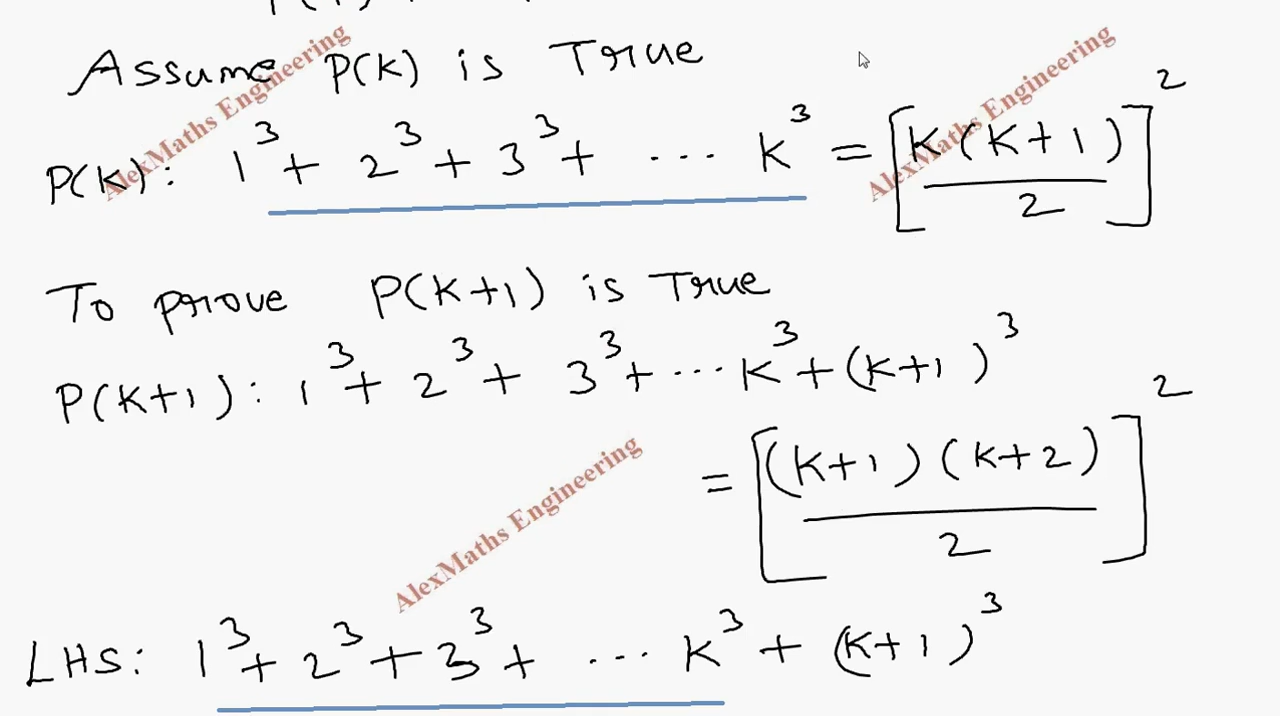 Assume P(K) is True
P(K): 1³ + 2³ + 3³ + ... K³ = [K(K+1)/2]²
To prove P(K+1) is True
P(K+1): 1³ + 2³ + 3³ + ... K³ + (K+1)³
= [(K+1)(K+2)/2]²
LHS: 1³ + 2³ + 3³ + ... K³ + (K+1)³
AlexMaths Engineering
AlexMaths Engineering
AlexMaths Engineering